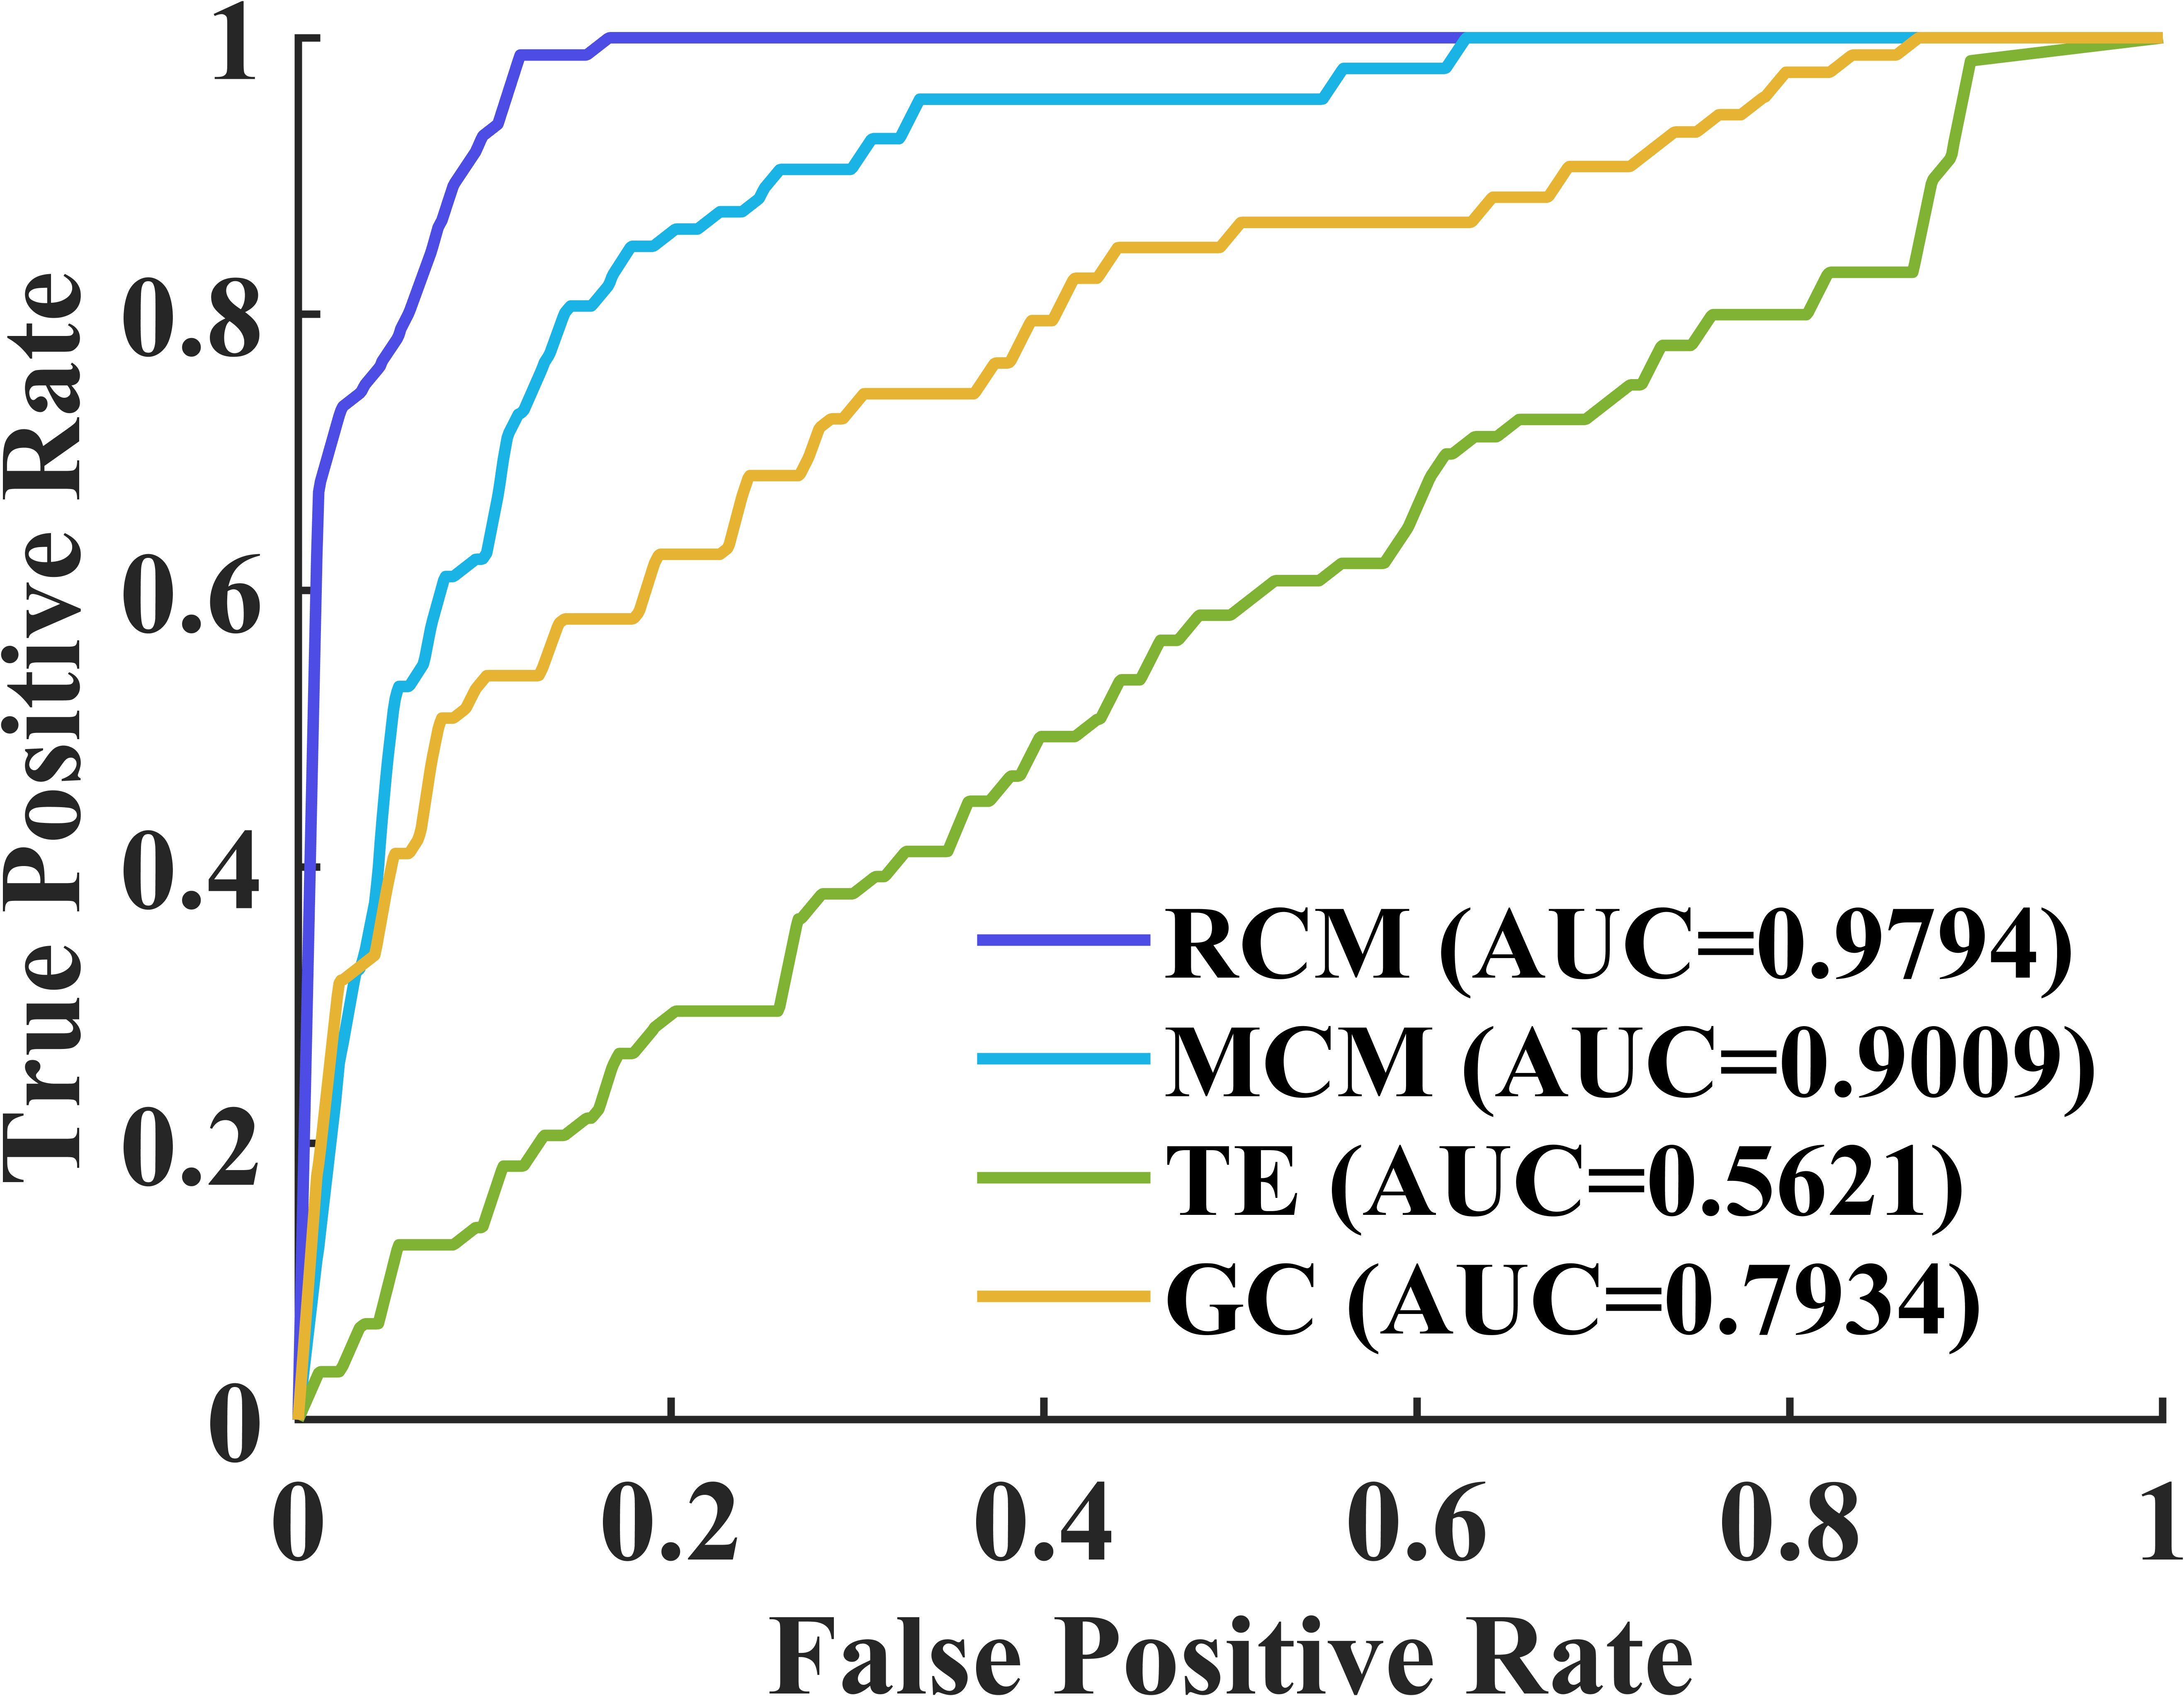 True Positive Rate
1
0.8
0.6
0.4
0.2
0
RCM (AUC=0.9794)
MCM (AUC=0.9009)
TE (AUC=0.5621)
GC (AUC=0.7934)
0 0.2 0.4 0.6 0.8 1
False Positive Rate